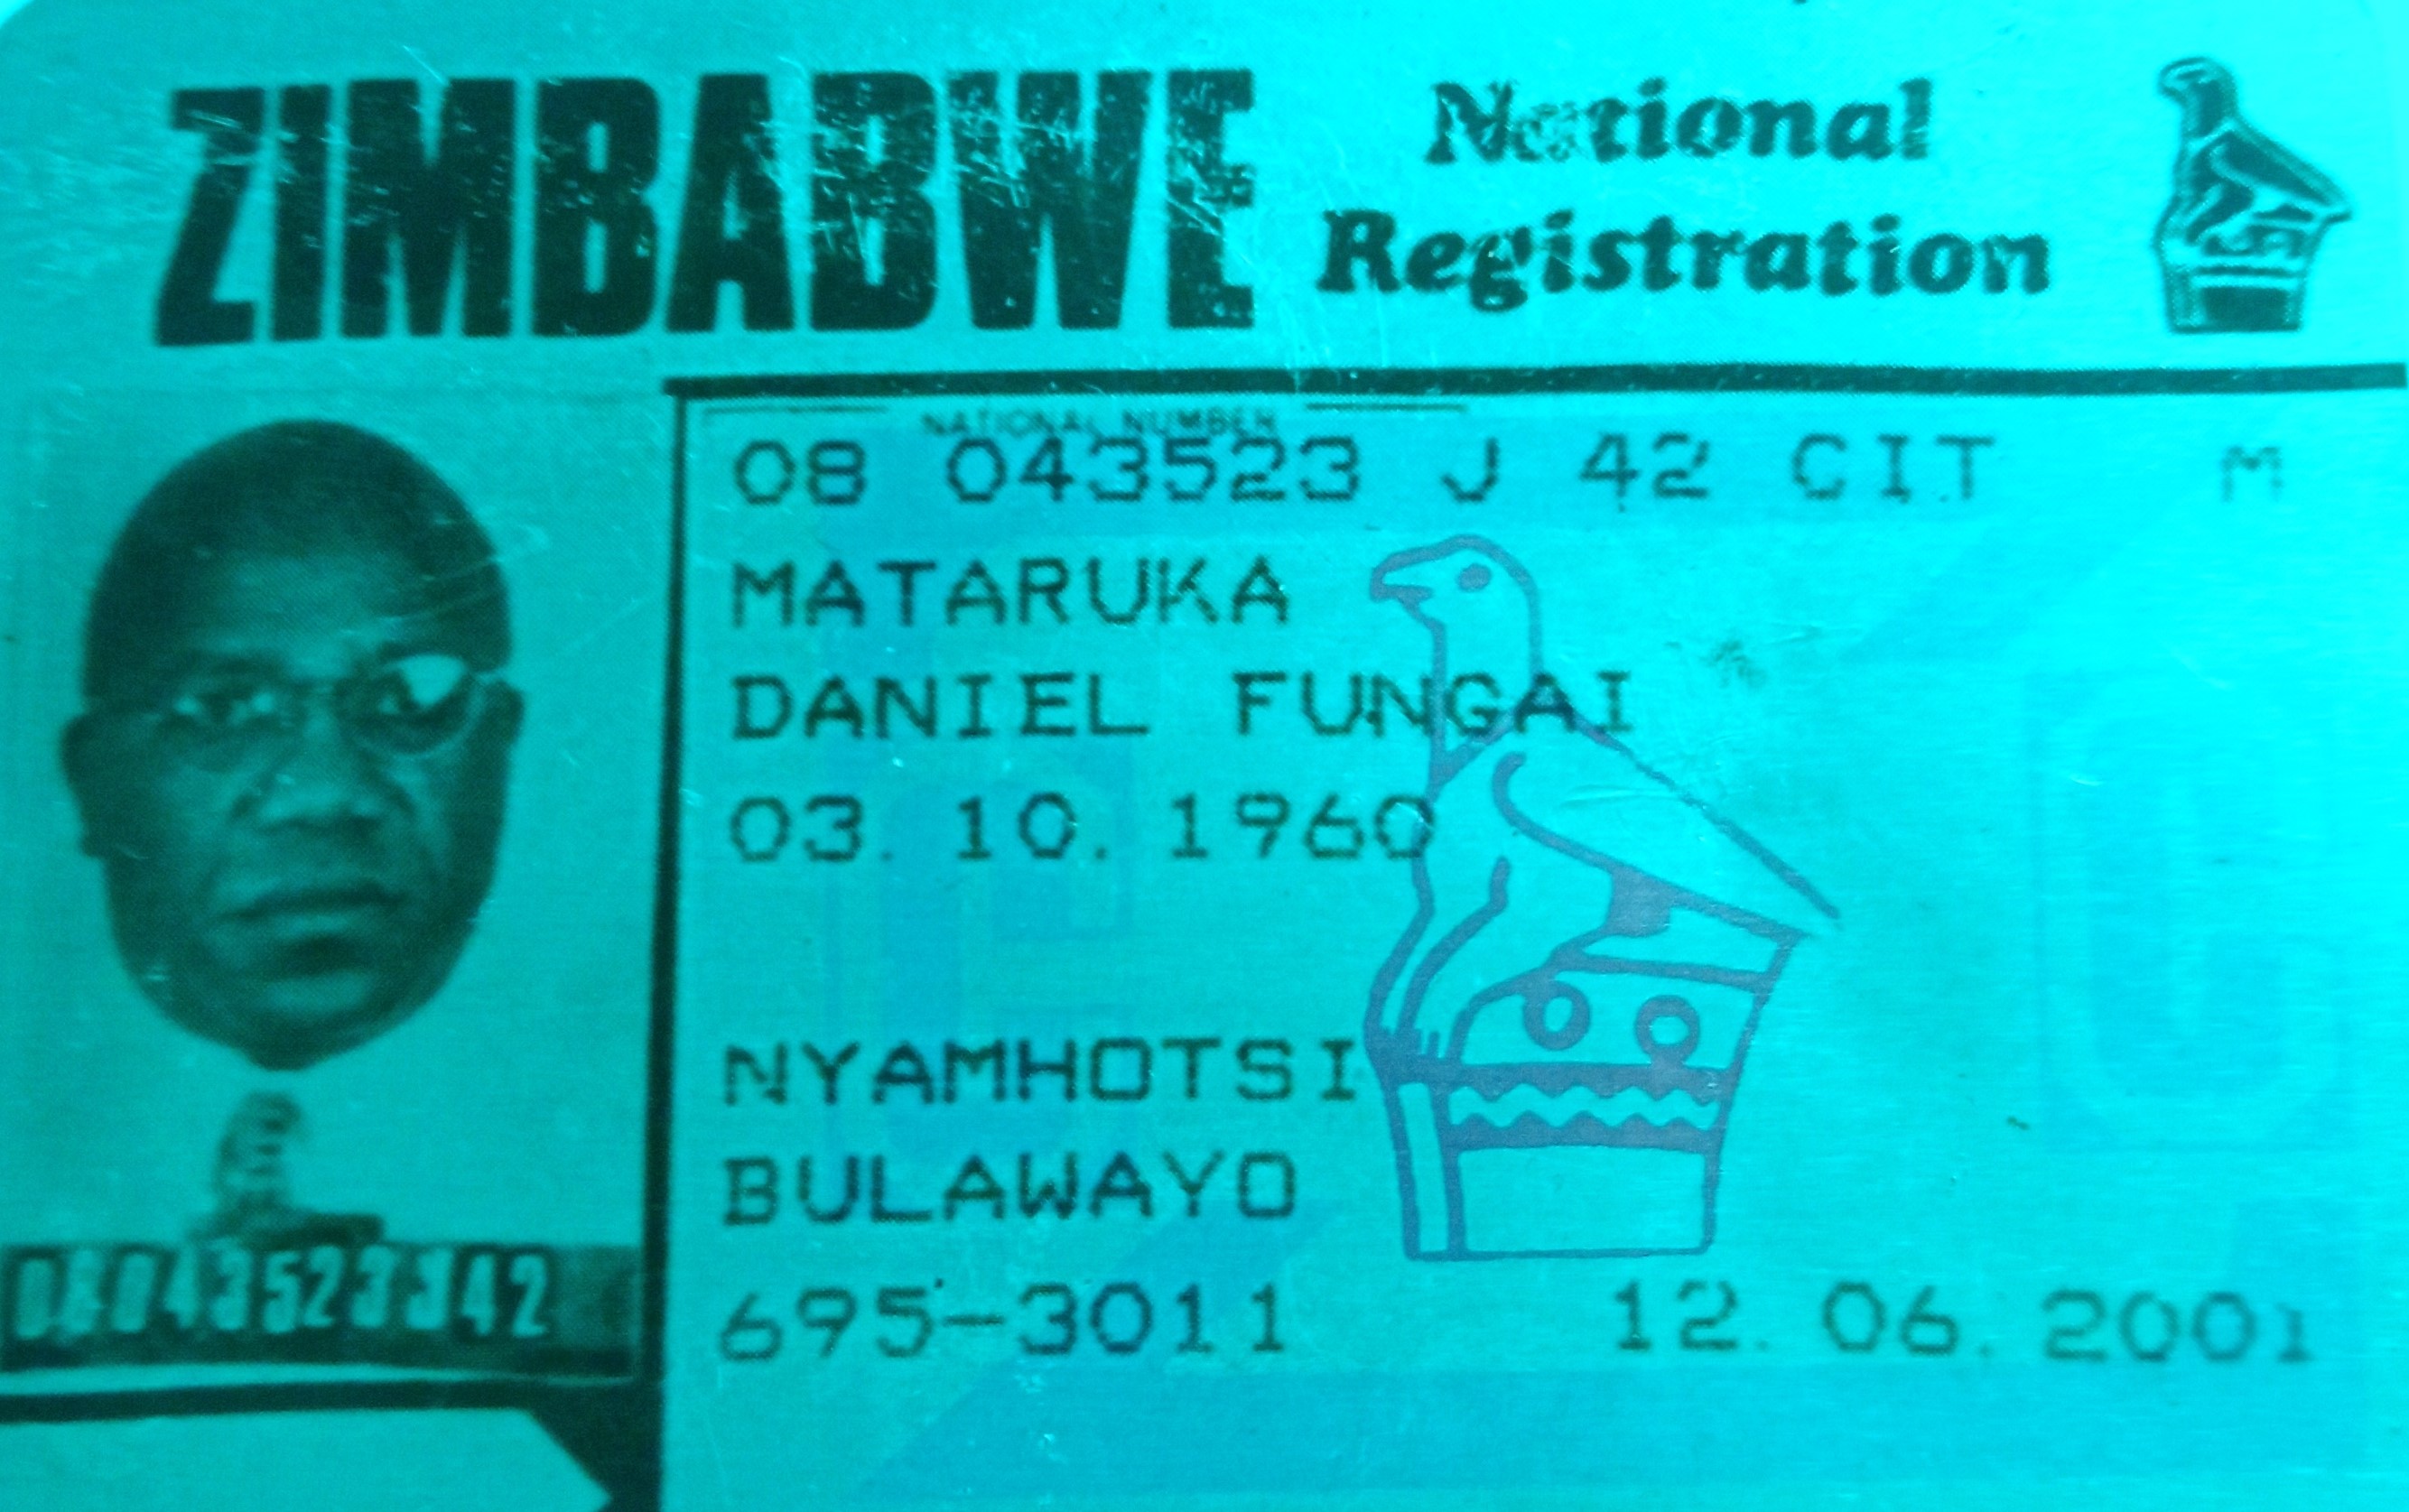 ZIMBABWE National Registration
NATIONAL NUMBER
08 043523 J 42 CIT M
MATARUKA
DANIEL FUNGAI
03.10.1960
NYAMHOTSI
BULAWAYO
695-3011 12.06.2001
08043523J42